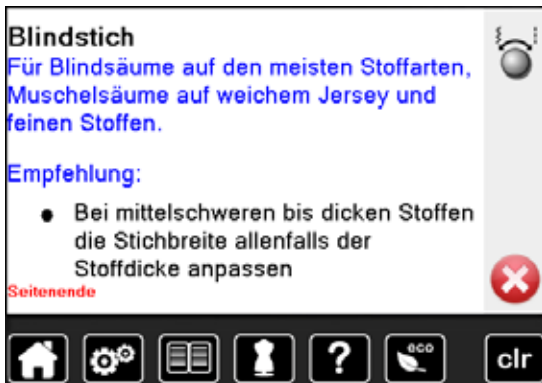 Blindstich
Für Blindsäume auf den meisten Stoffarten,
Muschelsäume auf weichem Jersey und
feinen Stoffen.
Empfehlung:
● Bei mittelschweren bis dicken Stoffen
die Stichbreite allenfalls der
Stoffdicke anpassen
Seitenende
?
eco
clr